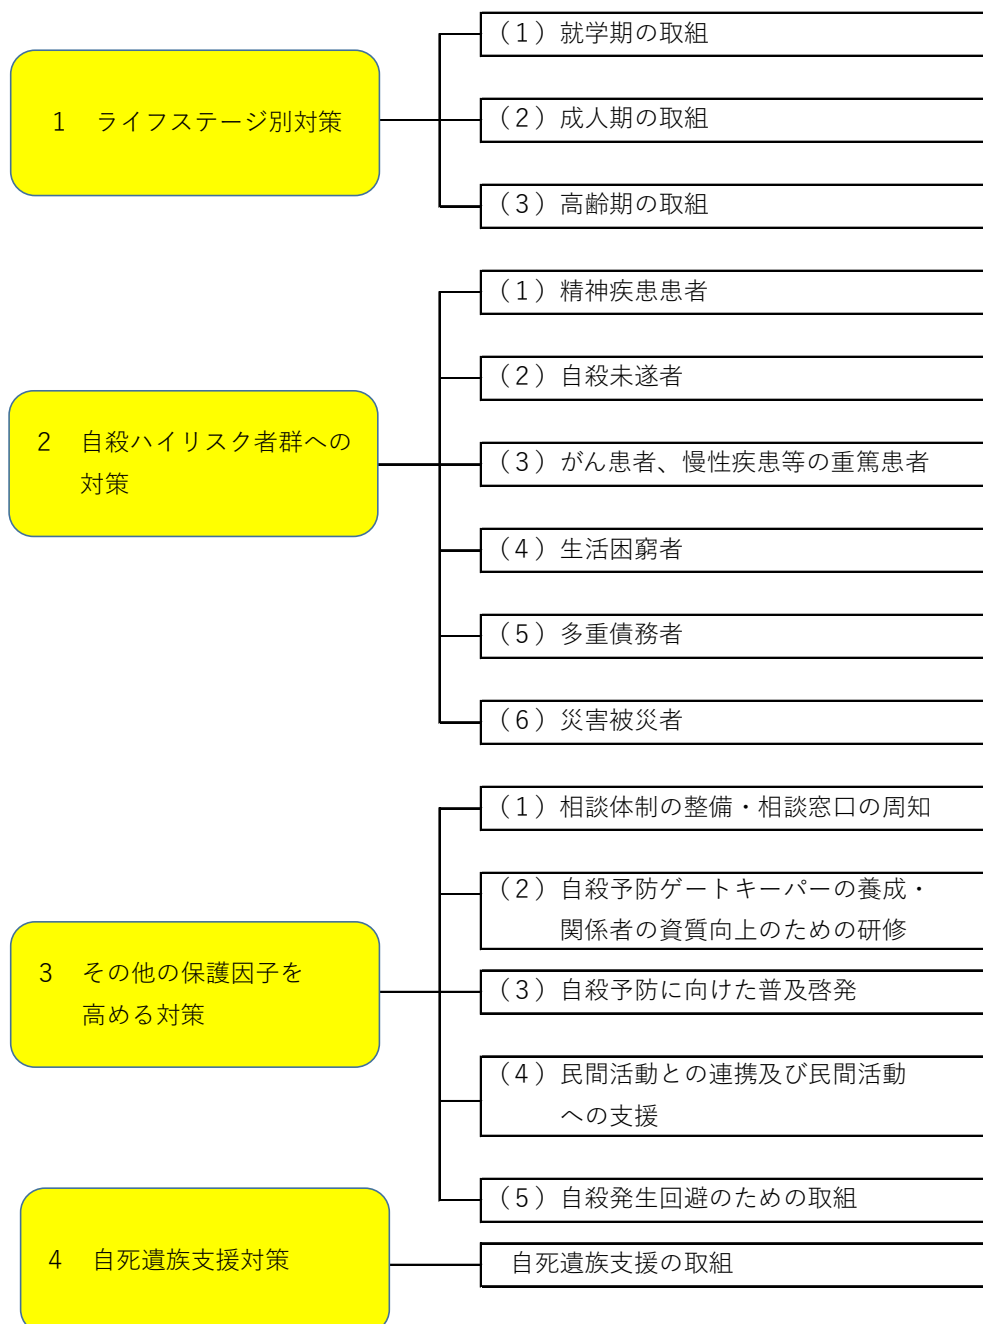 1　ライフステージ別対策
（1）就学期の取組
（2）成人期の取組
（3）高齢期の取組
2　自殺ハイリスク者群への
対策
（1）精神疾患患者
（2）自殺未遂者
（3）がん患者、慢性疾患等の重篤患者
（4）生活困窮者
（5）多重債務者
（6）災害被災者
3　その他の保護因子を
高める対策
（1）相談体制の整備・相談窓口の周知
（2）自殺予防ゲートキーパーの養成・
関係者の資質向上のための研修
（3）自殺予防に向けた普及啓発
（4）民間活動との連携及び民間活動
への支援
（5）自殺発生回避のための取組
4　自死遺族支援対策
自死遺族支援の取組